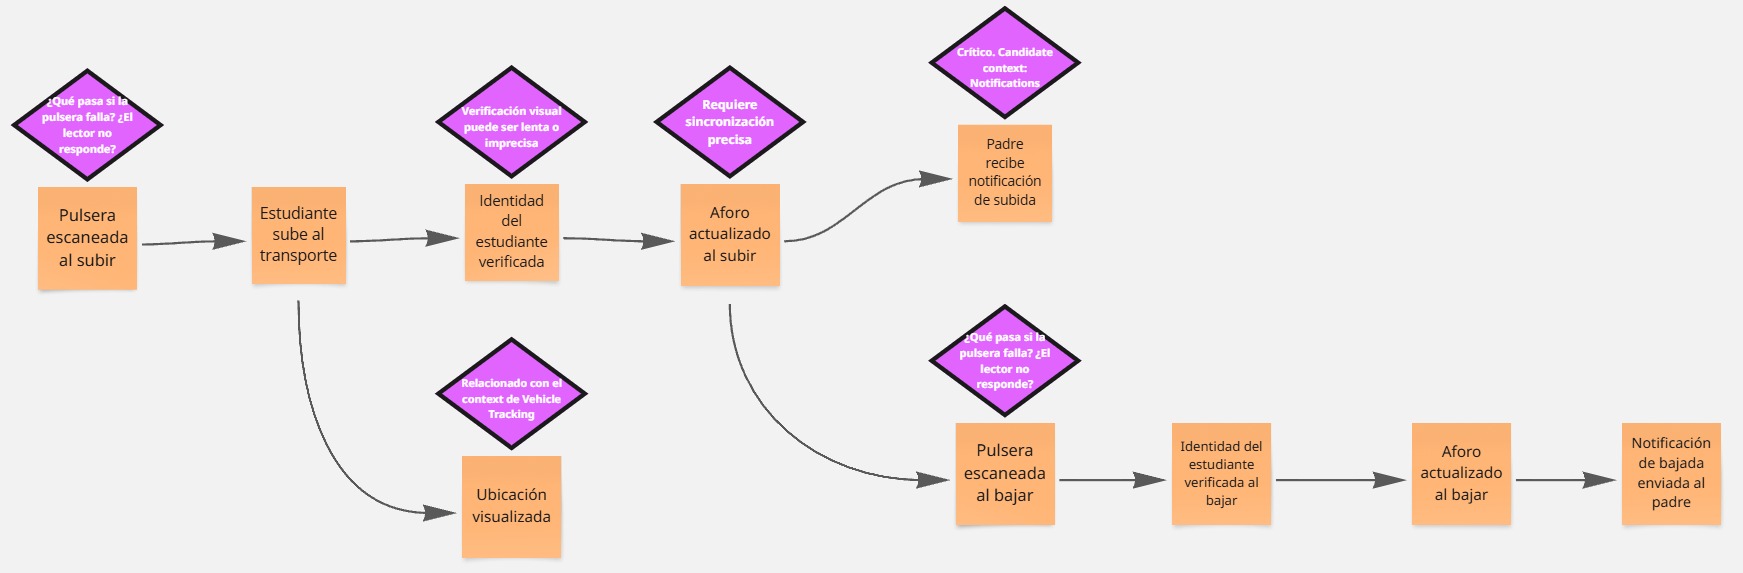 ¿Qué pasa si la
pulsera falla? ¿El
lector no
responde?
Pulsera
escaneada
al subir
Estudiante
sube al
transporte
Verificación visual
puede ser lenta o
imprecisa
Identidad
del
estudiante
verificada
Requiere
sincronización
precisa
Aforo
actualizado
al subir
Crítico. Candidate
context:
Notifications
Padre
recibe
notificación
de subida
Relacionado con el
context de Vehicle
Tracking
Ubicación
visualizada
¿Qué pasa si la
pulsera falla? ¿El
lector no
responde?
Pulsera
escaneada
al bajar
Identidad del
estudiante
verificada al
bajar
Aforo
actualizado
al bajar
Notificación
de bajada
enviada al
padre